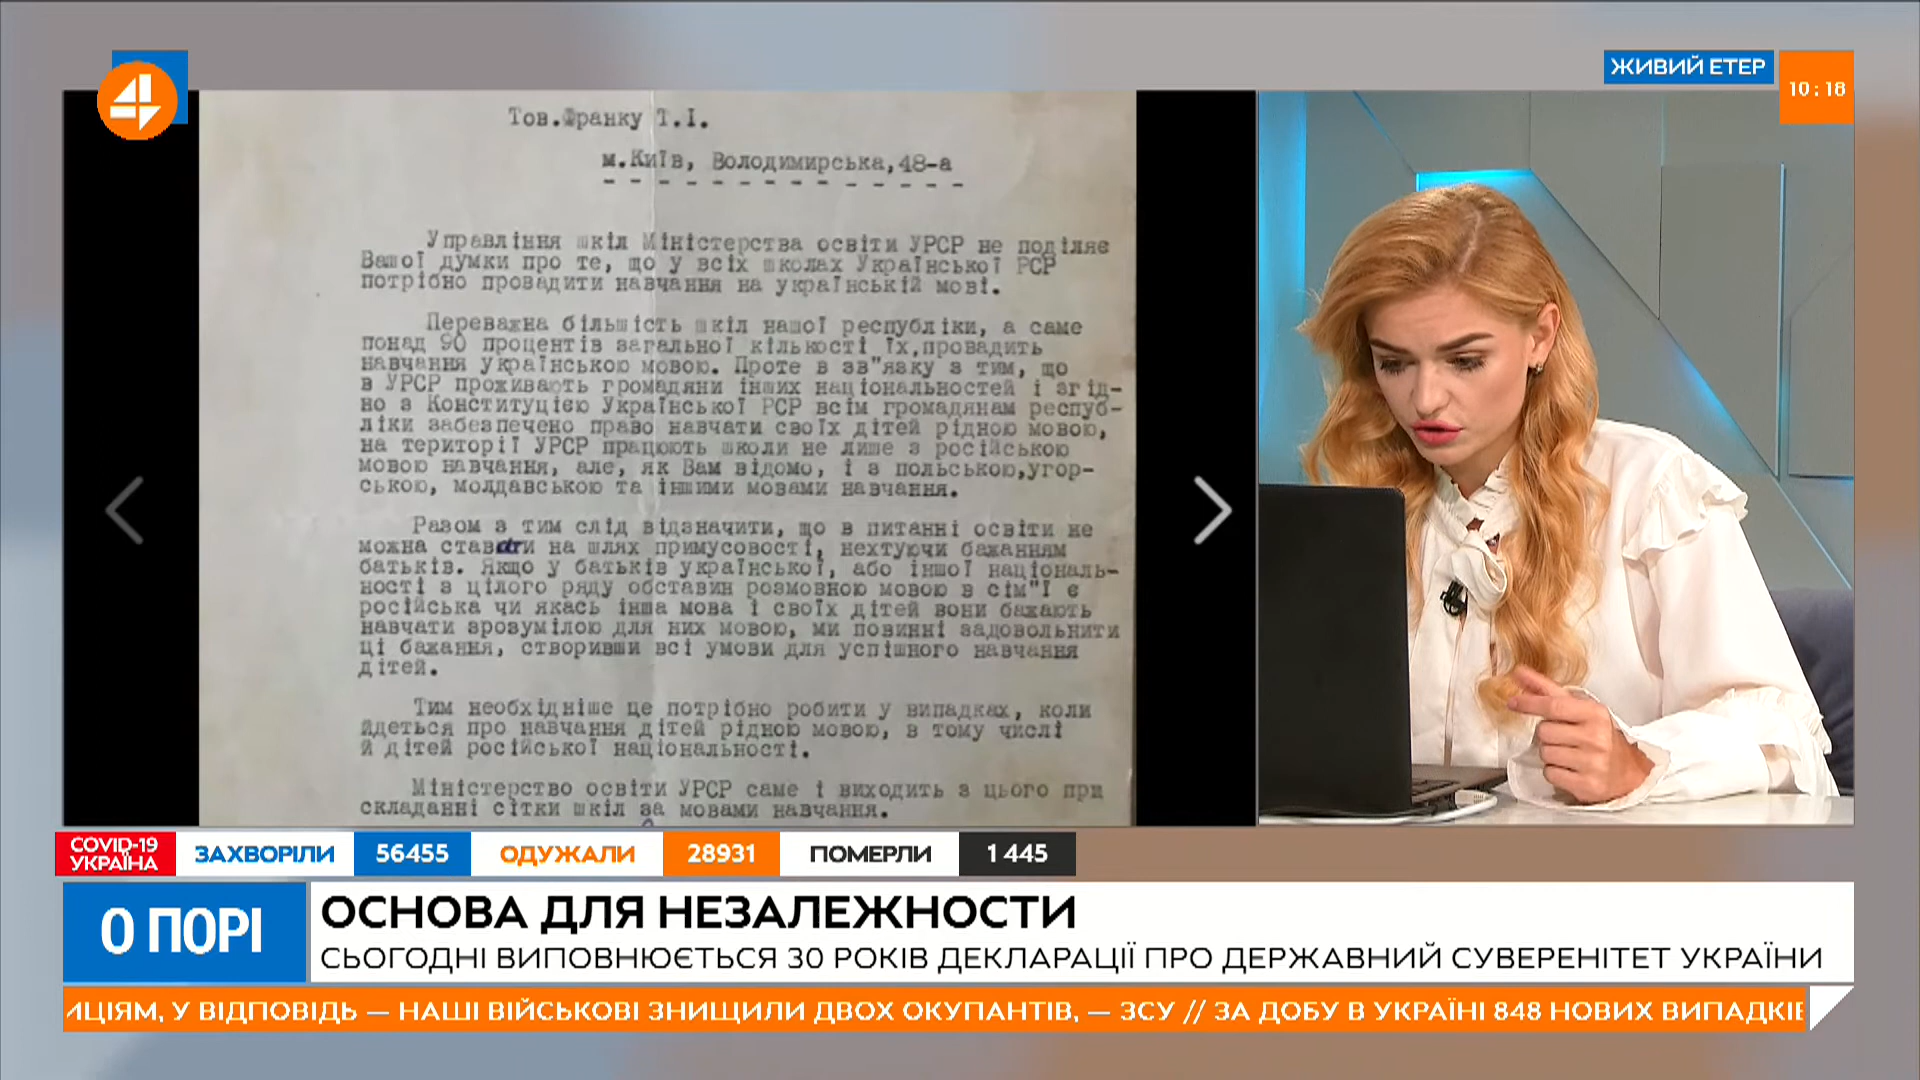 4
ЖИВИЙ ЕТЕР
10:18
Тов.Франку Т.І.
м.Київ, Володимирська,48-а
Управління шкіл Міністерства освіти УРСР не поділяє
Вашої думки про те, що у всіх школах Української РСР
потрібно провадити навчання на українській мові.
Переважна більшість шкіл нашої республіки, а саме
понад 90 процентів загальної кількості їх,провадить
навчання українською мовою. Проте в зв"язку з тим, що
в УРСР проживають громадяни інших національностей і згід-
но з Конституцією Української РСР всім громадянам респуб-
ліки забезпечено право навчати своїх дітей рідною мовою,
на території УРСР працюють школи не лише з російською
мовою навчання, але, як Вам відомо, і з польською,угор-
ською, молдавською та іншими мовами навчання.
Разом з тим слід відзначити, що в питанні освіти не
можна ставати на шлях примусовості, нехтуючи бажанням
батьків. Якщо у батьків української, або іншої національ-
ності з цілого ряду обставин розмовною мовою в сім"ї є
російська чи якась інша мова і своїх дітей вони бажають
навчати зрозумілою для них мовою, ми повинні задовольнити
ці бажання, створивши всі умови для успішного навчання
дітей.
Тим необхідніше це потрібно робити у випадках, коли
йдеться про навчання дітей рідною мовою, в тому числі
й дітей російської національності.
Міністерство освіти УРСР саме і виходить з цього при
складанні сітки шкіл за мовами навчання.
COVID-19 УКРАЇНА ЗАХВОРІЛИ 56455 ОДУЖАЛИ 28931 ПОМЕРЛИ 1 445
О ПОРІ
ОСНОВА ДЛЯ НЕЗАЛЕЖНОСТИ
СЬОГОДНІ ВИПОВНЮЄТЬСЯ 30 РОКІВ ДЕКЛАРАЦІЇ ПРО ДЕРЖАВНИЙ СУВЕРЕНІТЕТ УКРАЇНИ
ИЦІЯМ, У ВІДПОВІДЬ — НАШІ ВІЙСЬКОВІ ЗНИЩИЛИ ДВОХ ОКУПАНТІВ, — ЗСУ // ЗА ДОБУ В УКРАЇНІ 848 НОВИХ ВИПАДКІВ